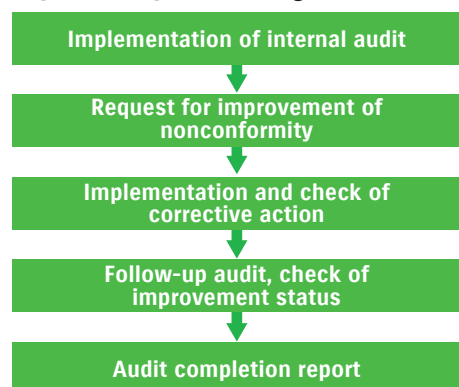 Implementation of internal audit
Request for improvement of
nonconformity
Implementation and check of
corrective action
Follow-up audit, check of
improvement status
Audit completion report